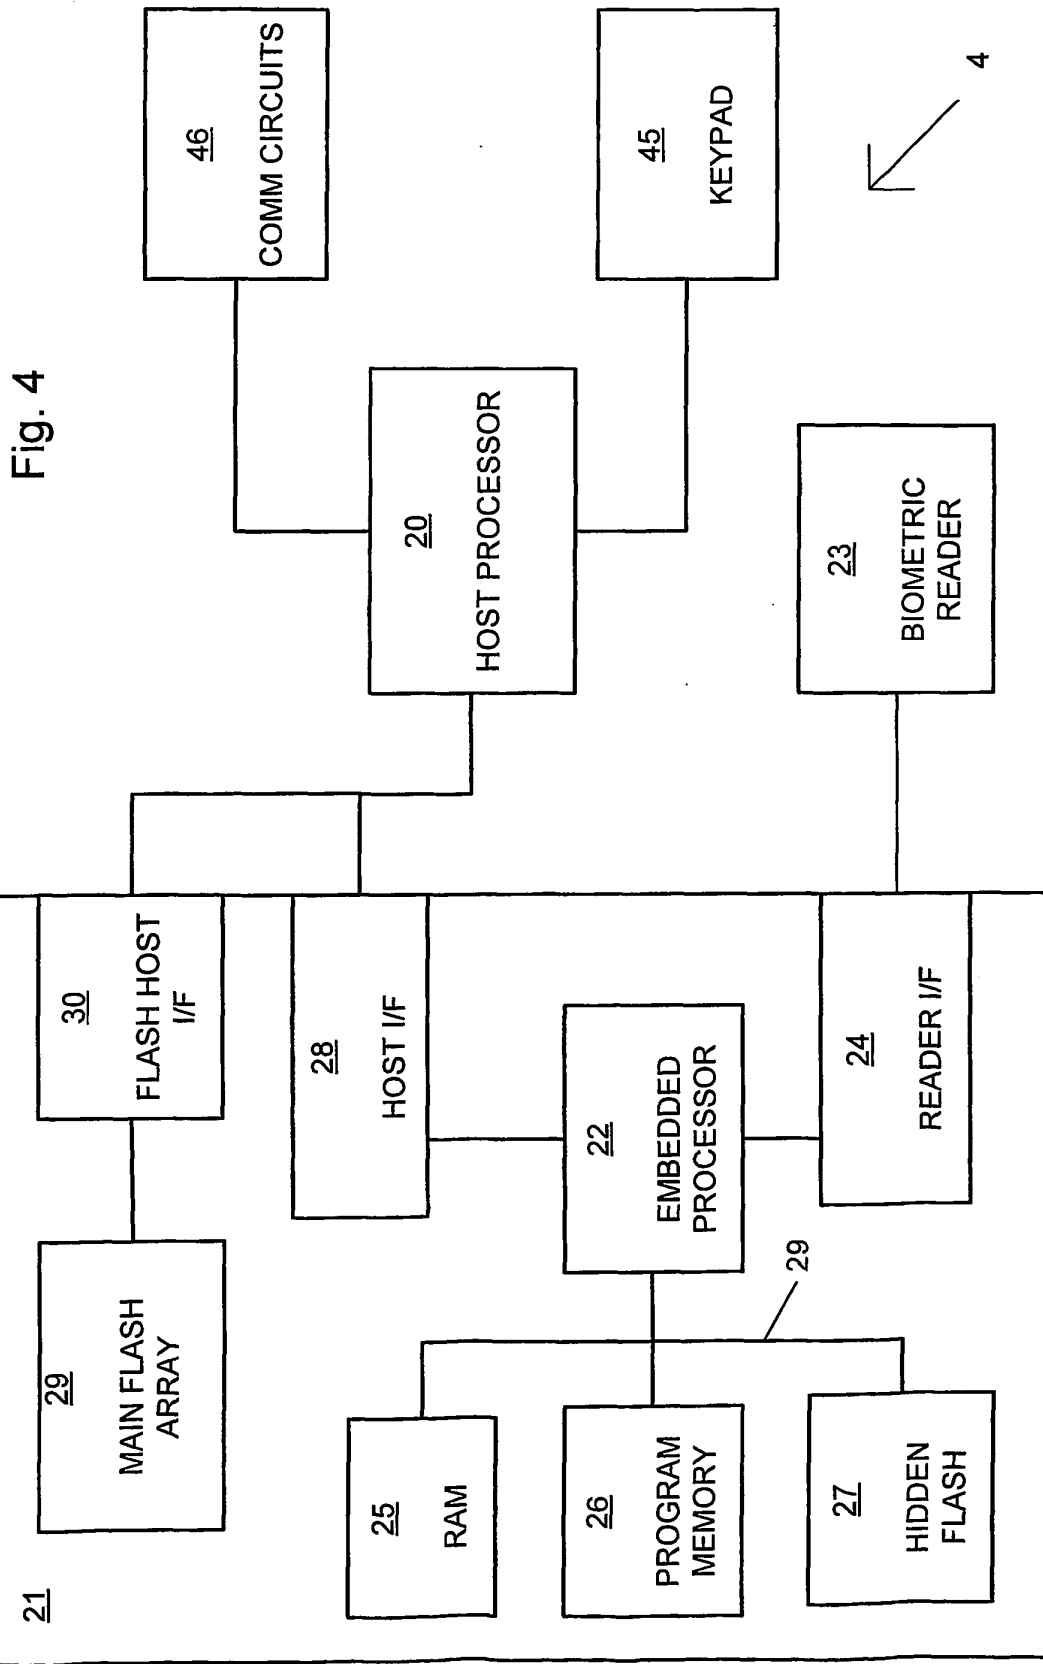 Fig. 4
21
29
MAIN FLASH
ARRAY
30
FLASH HOST
I/F
46
COMM CIRCUITS
28
HOST I/F
20
HOST PROCESSOR
25
RAM
26
PROGRAM
MEMORY
22
EMBEDDED
PROCESSOR
45
KEYPAD
29
27
HIDDEN
FLASH
24
READER I/F
23
BIOMETRIC
READER
4